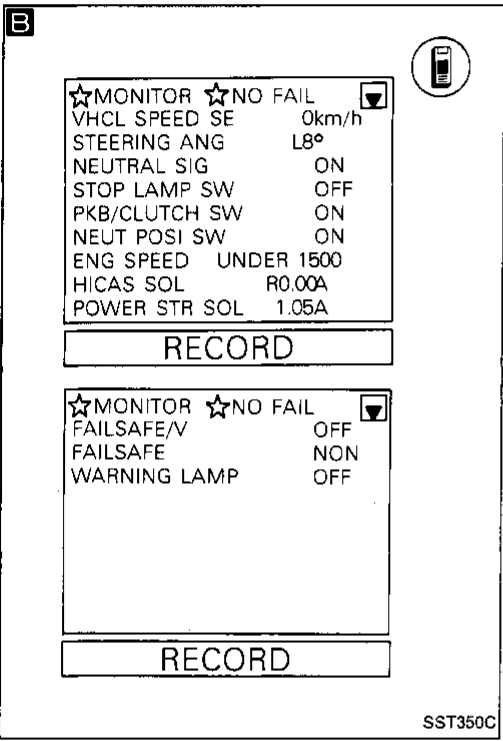 B
☆MONITOR ☆NO FAIL
VHCL SPEED SE 0km/h
STEERING ANG L8º
NEUTRAL SIG ON
STOP LAMP SW OFF
PKB/CLUTCH SW ON
NEUT POSI SW ON
ENG SPEED UNDER 1500
HICAS SOL R0.00A
POWER STR SOL 1.05A
RECORD
☆MONITOR ☆NO FAIL
FAILSAFE/V OFF
FAILSAFE NON
WARNING LAMP OFF
RECORD
SST350C